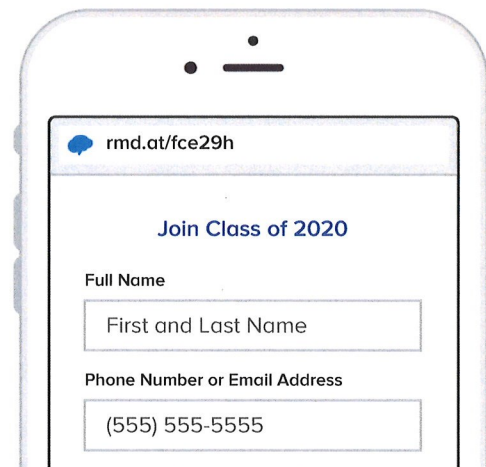 rmd.at/fce29h
Join Class of 2020
Full Name
First and Last Name
Phone Number or Email Address
(555) 555-5555